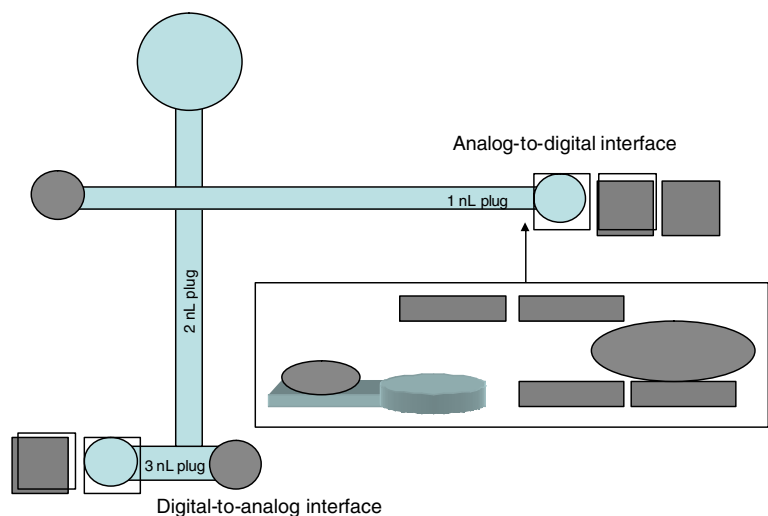 Analog-to-digital interface
1 nL plug
2 nL plug
3 nL plug
Digital-to-analog interface